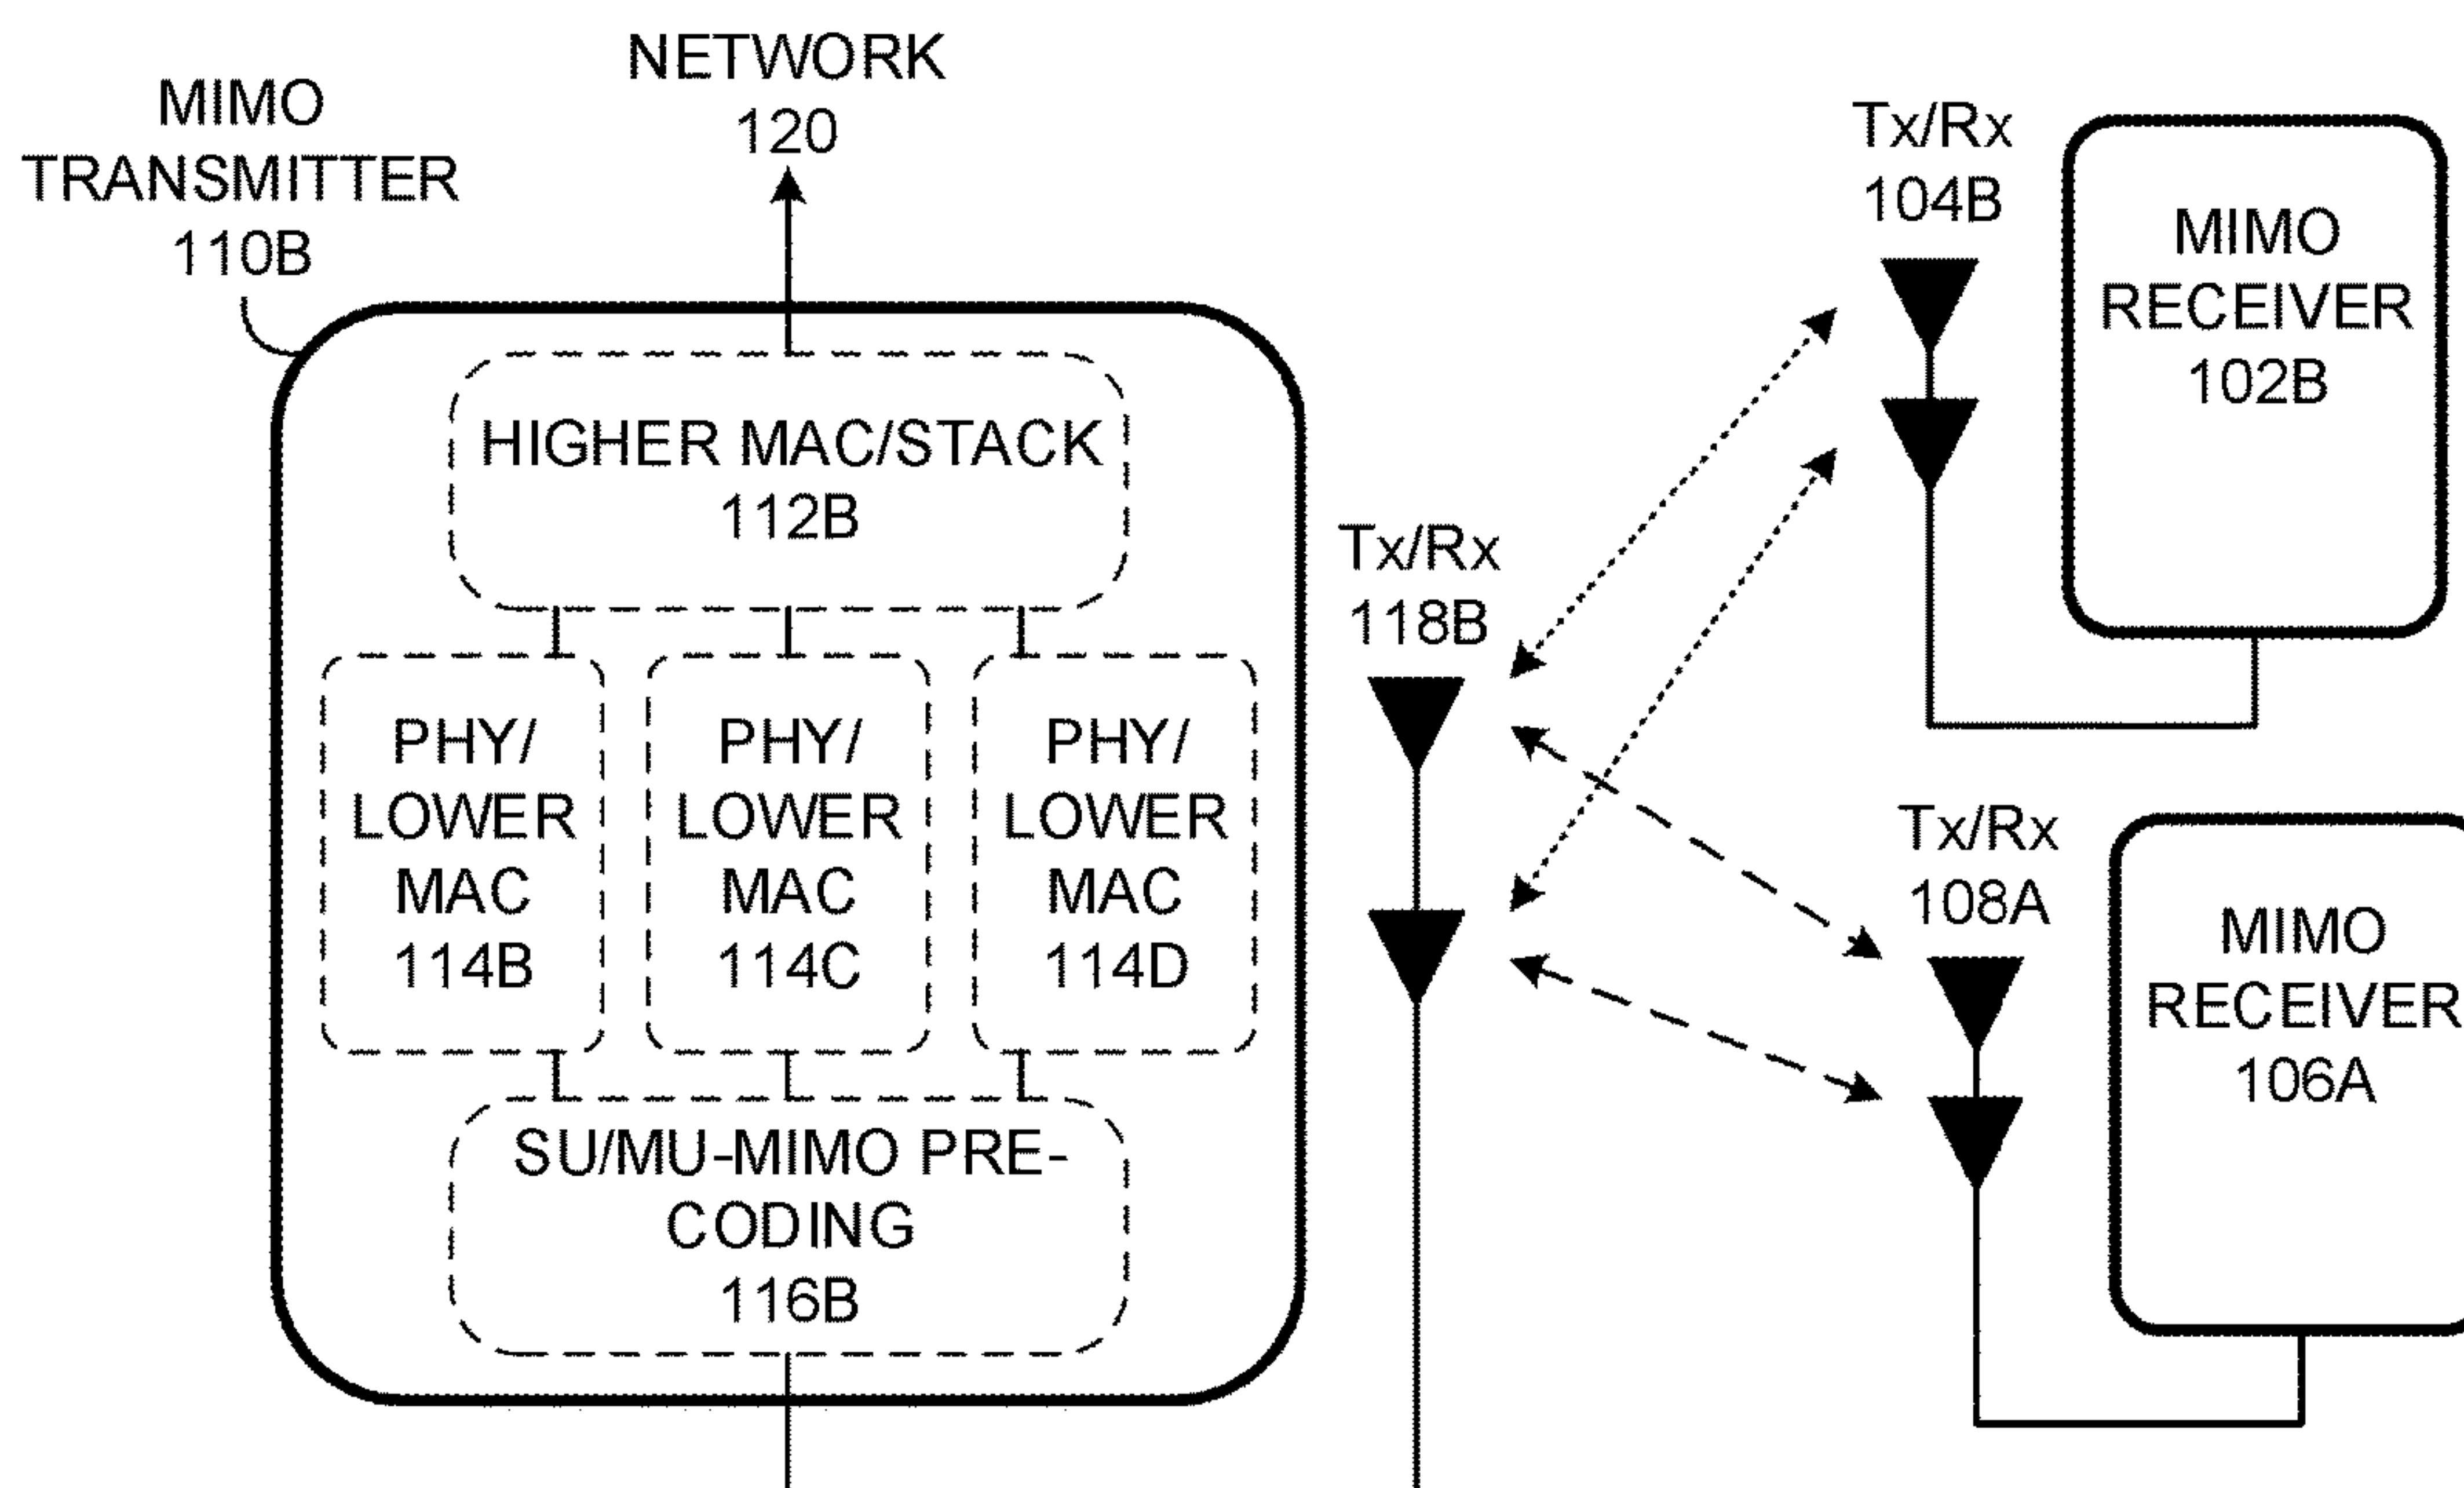 NETWORK
120
MIMO
TRANSMITTER
110B
HIGHER MAC/STACK
112B
PHY/
LOWER
MAC
114B
PHY/
LOWER
MAC
114C
PHY/
LOWER
MAC
114D
SU/MU-MIMO PRE-
CODING
116B
Tx/Rx
118B
Tx/Rx
104B
MIMO
RECEIVER
102B
Tx/Rx
108A
MIMO
RECEIVER
106A